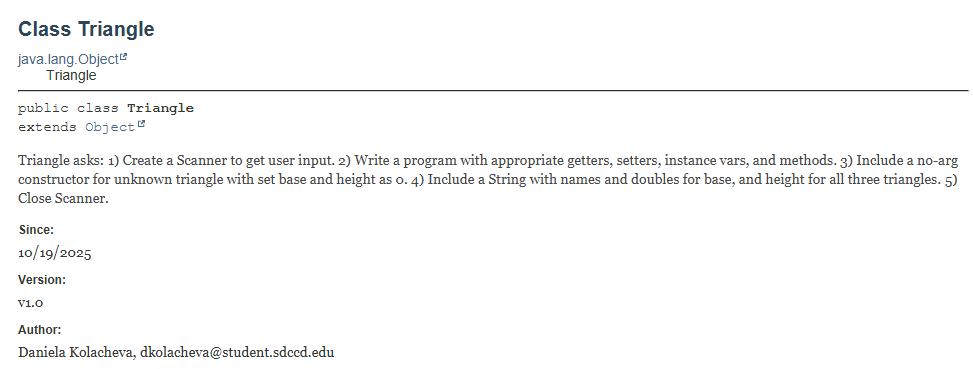 Class Triangle
java.lang.Object
Triangle
public class Triangle
extends Object
Triangle asks: 1) Create a Scanner to get user input. 2) Write a program with appropriate getters, setters, instance vars, and methods. 3) Include a no-arg
constructor for unknown triangle with set base and height as 0. 4) Include a String with names and doubles for base, and height for all three triangles. 5)
Close Scanner.
Since:
10/19/2025
Version:
v1.0
Author:
Daniela Kolacheva, dkolacheva@student.sdccd.edu